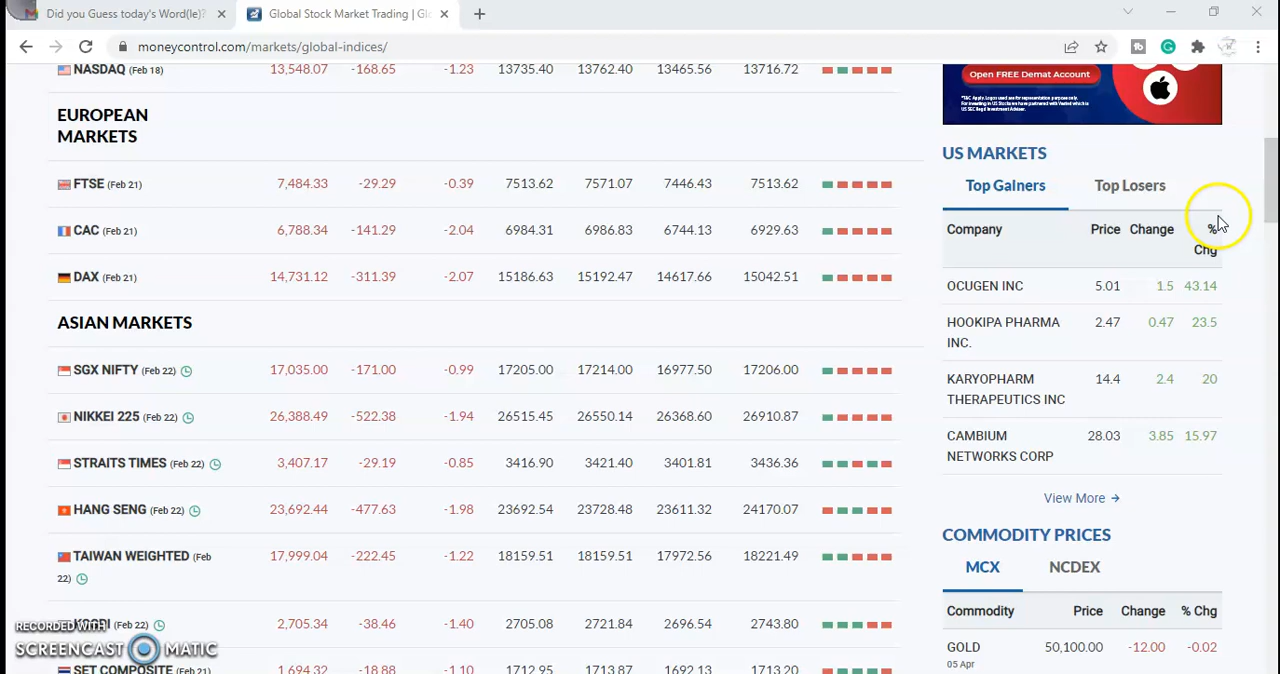 Did you Guess today's Word(le)?
Global Stock Market Trading | Glo
moneycontrol.com/markets/global-indices/
NASDAQ (Feb 18) 13,548.07 -168.65 -1.23 13735.40 13762.40 13465.56 13716.72
EUROPEAN
MARKETS
FTSE (Feb 21) 7,484.33 -29.29 -0.39 7513.62 7571.07 7446.43 7513.62
CAC (Feb 21) 6,788.34 -141.29 -2.04 6904.31 6986.83 6744.13 6929.63
DAX (Feb 21) 14,731.12 -311.39 -2.07 15186.63 15192.47 14617.66 15042.51
ASIAN MARKETS
SGX NIFTY (Feb 22) 17,035.00 -171.00 -0.99 17205.00 17214.00 16977.50 17206.00
NIKKEI 225 (Feb 22) 26,388.49 -522.38 -1.94 26515.45 26550.14 26368.60 26910.87
STRAITS TIMES (Feb 22) 3,407.17 -29.19 -0.85 3416.90 3421.40 3401.81 3436.36
HANG SENG (Feb 22) 23,692.44 -477.63 -1.98 23692.54 23728.48 23611.32 24170.07
TAIWAN WEIGHTED (Feb 17,999.04 -222.45 -1.22 18159.51 18159.51 17972.56 18221.49
22)
(Feb 22) 2,705.34 -38.46 -1.40 2705.08 2721.84 2696.54 2743.80
SET COMPOSITE (Feb 21) 1,694.32 -18.88 -1.10 1712.95 1713.87 1692.13 1713.20
RECORDED WITH
SCREENCAST MATIC
Open FREE Demat Account
US MARKETS
Top Gainers Top Losers
Company Price Change %
Chg
OCUGEN INC 5.01 1.5 43.14
HOOKIPA PHARMA 2.47 0.47 23.5
INC.
KARYOPHARM 14.4 2.4 20
THERAPEUTICS INC
CAMBIUM 28.03 3.85 15.97
NETWORKS CORP
View More
COMMODITY PRICES
MCX NCDEX
Commodity Price Change % Chg
GOLD 50,100.00 -12.00 -0.02
05 Apr